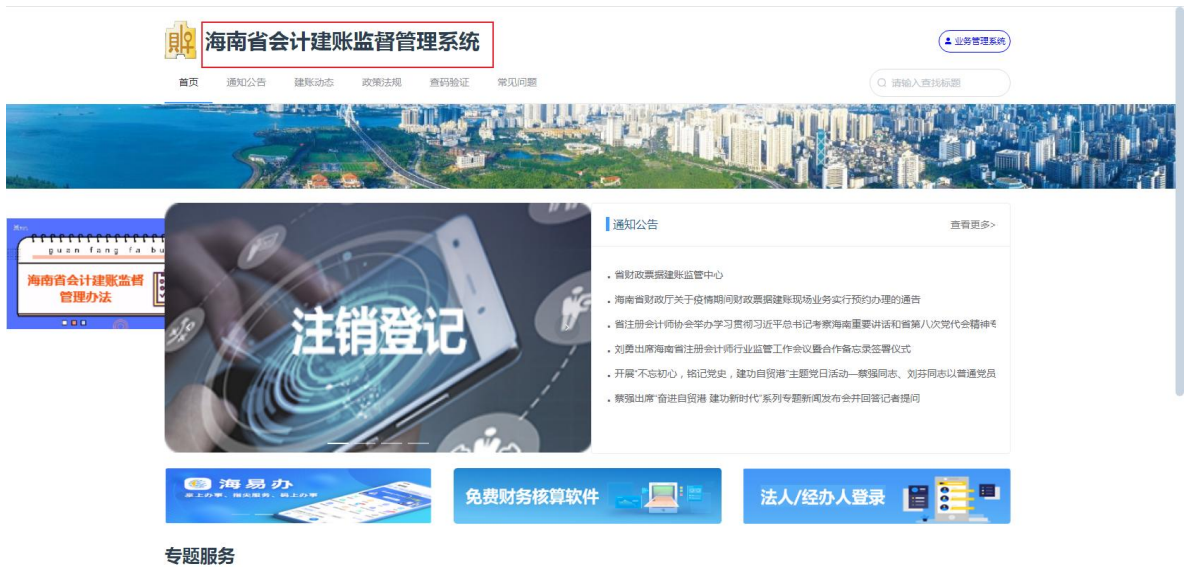 海南省会计建账监督管理系统
业务管理系统
首页 通知公告 建账动态 政策法规 查码验证 常见问题
请输入查找标题
guan fang fa bu
海南省会计建账监督
管理办法
注销登记
通知公告 查看更多>
省财政票据建账监管中心
海南省财政厅关于疫情期间财政票据建账现场业务实行预约办理的通告
省注册会计师协会举办学习贯彻习近平总书记考察海南重要讲话和省第八次党代会精神专
刘勇出席海南省注册会计师行业监管工作会议暨合作备忘录签署仪式
开展“不忘初心，铭记党史，建功自贸港”主题党日活动—蔡强同志、刘芬同志以普通党员
蔡强出席“奋进自贸港 建功新时代”系列专题新闻发布会并回答记者提问
海易办
掌上办事、指尖服务、码上办事
免费财务核算软件
法人/经办人登录
专题服务